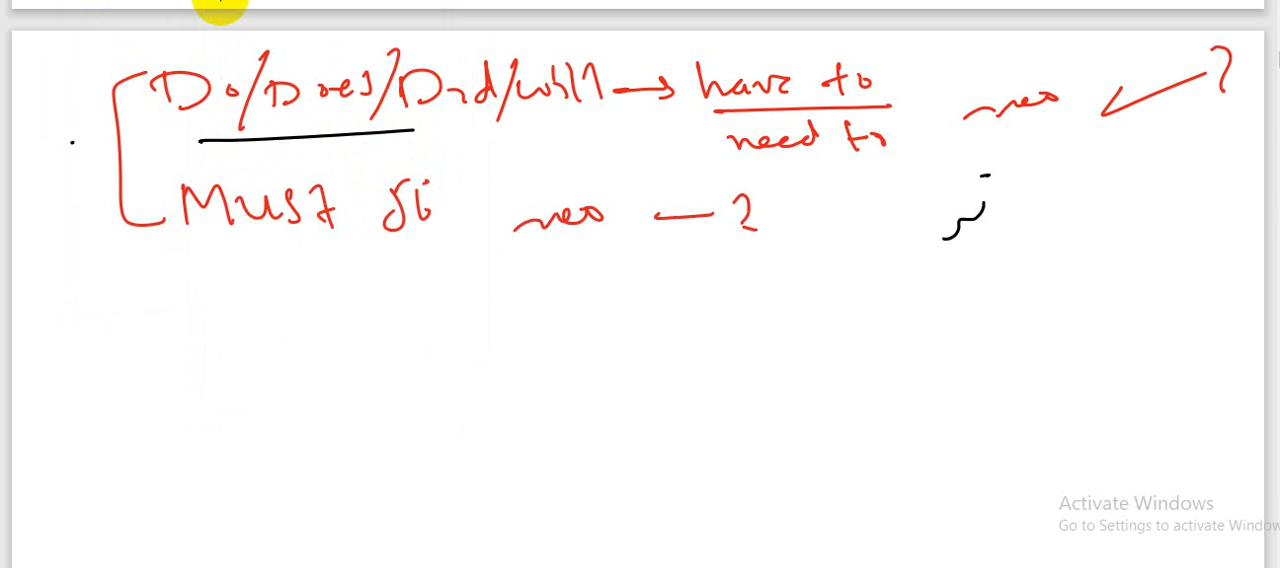 Do/Does/Did/will → have to ?
need to
Must ?
Activate Windows
Go to Settings to activate Window